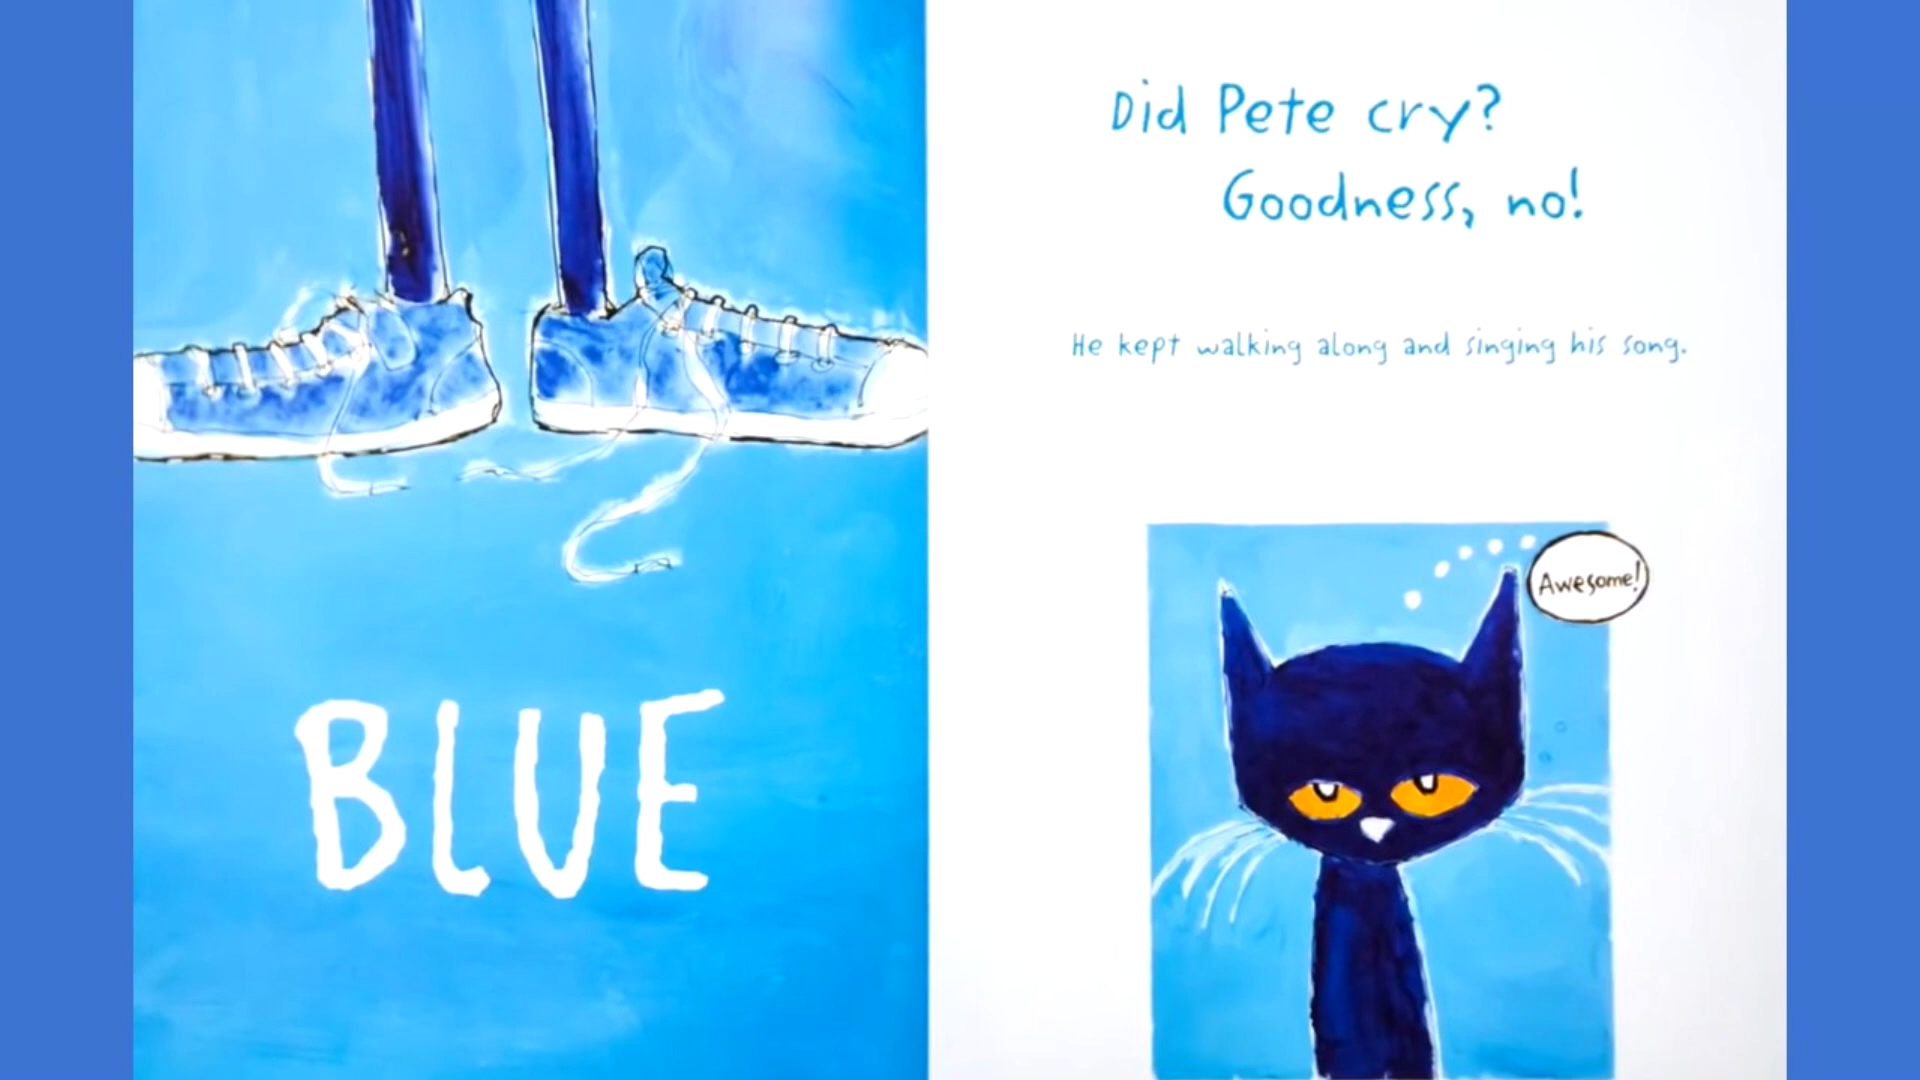 BLUE
Did Pete cry?
Goodness, no!
He kept walking along and singing his song.
Awesome!